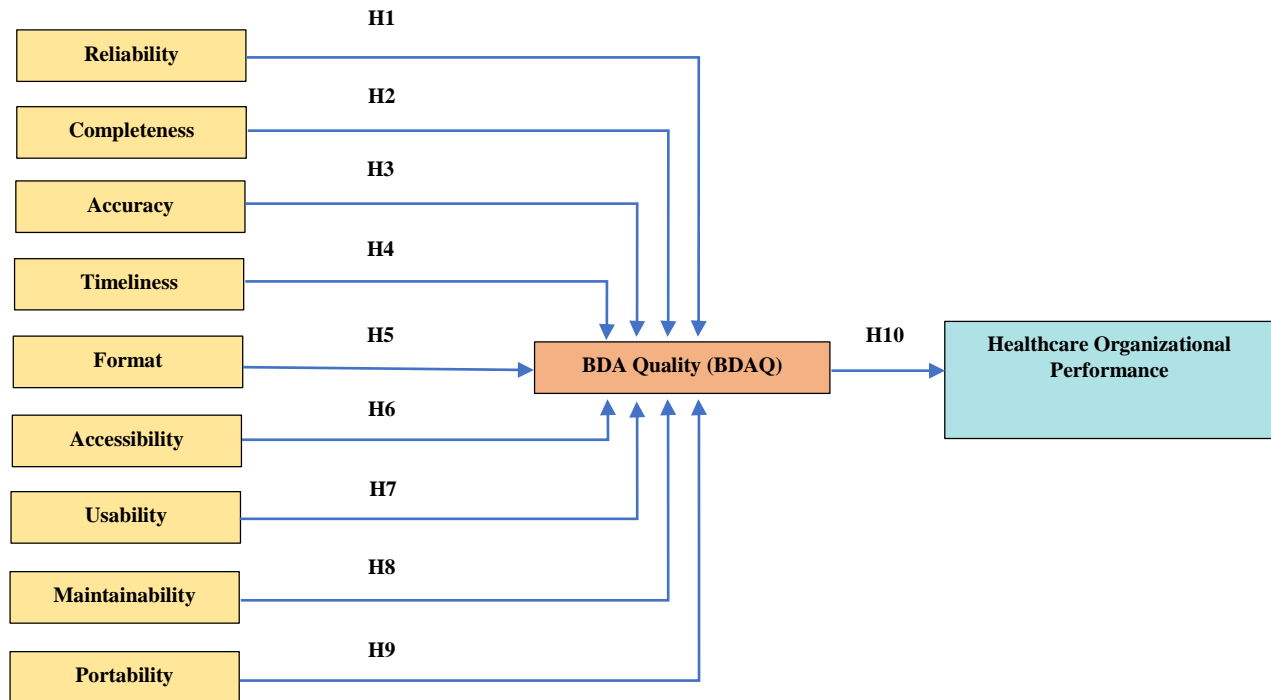 H1
Reliability
H2
Completeness
H3
Accuracy
H4
Timeliness
H5
Format
H6
Accessibility
H7
Usability
H8
Maintainability
H9
Portability
BDA Quality (BDAQ)
H10
Healthcare Organizational
Performance